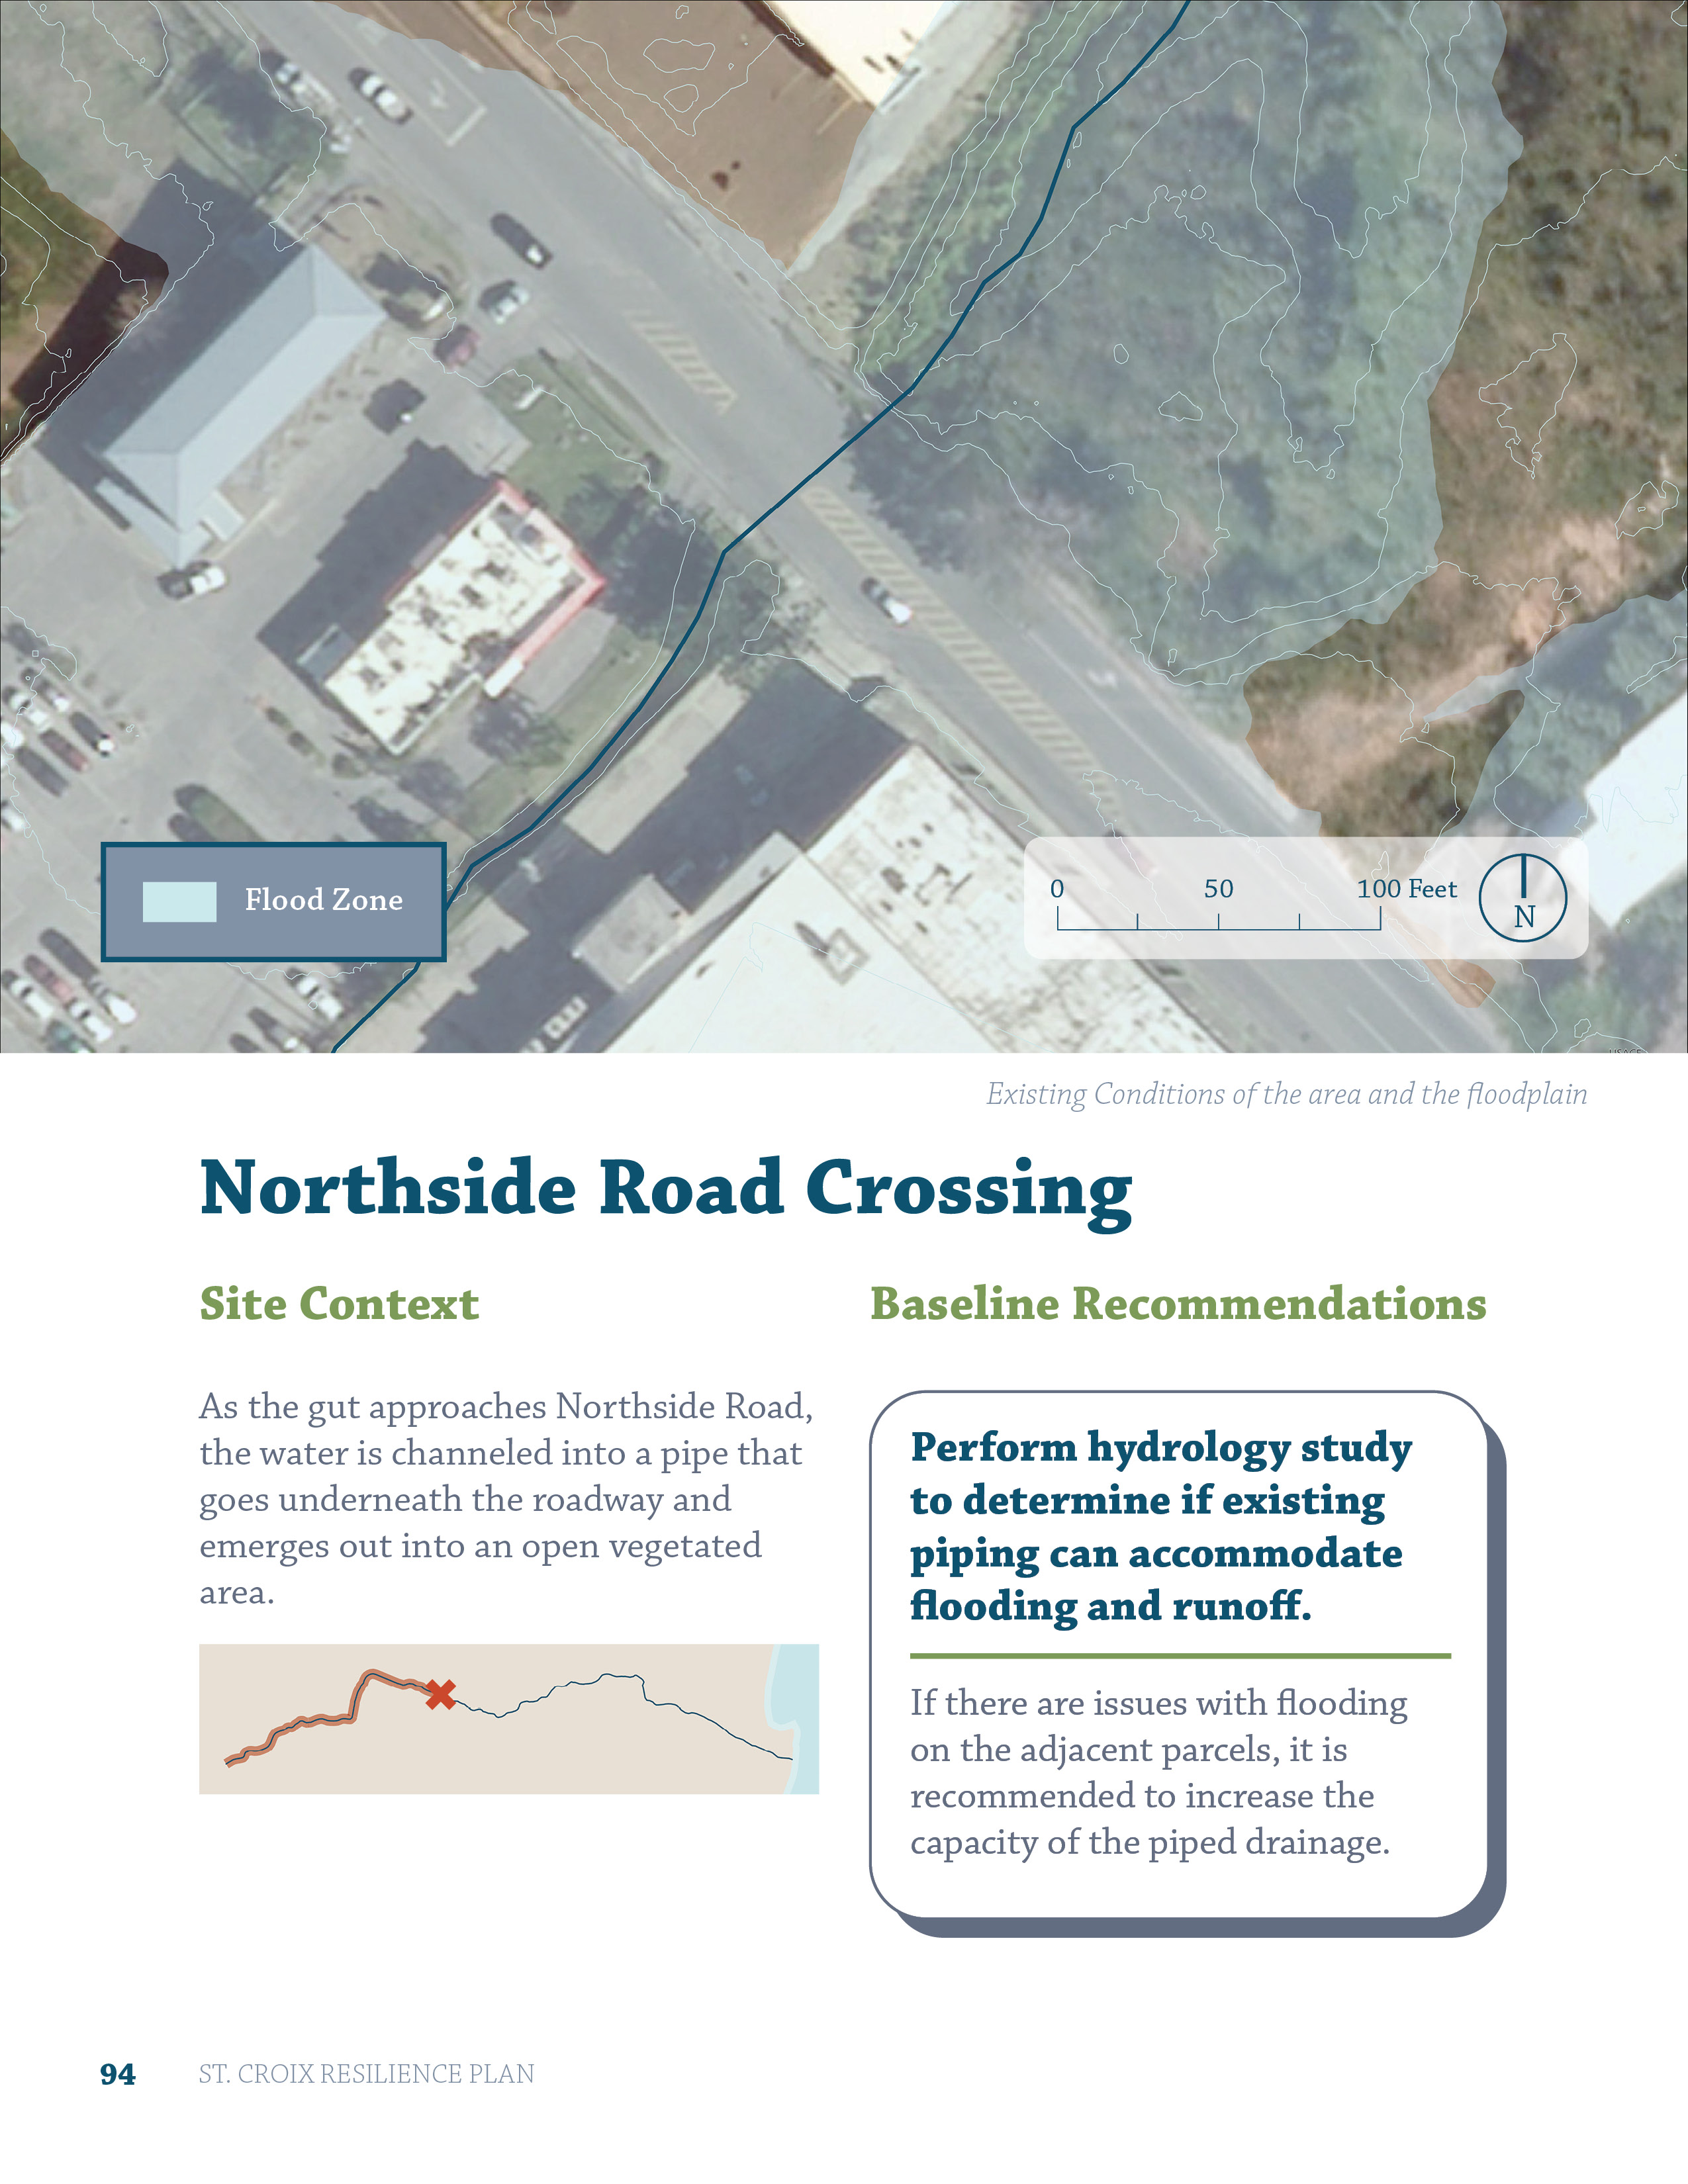 Flood Zone
0 50 100 Feet
N
Existing Conditions of the area and the floodplain
Northside Road Crossing
Site Context
As the gut approaches Northside Road,
the water is channeled into a pipe that
goes underneath the roadway and
emerges out into an open vegetated
area.
Baseline Recommendations
Perform hydrology study
to determine if existing
piping can accommodate
flooding and runoff.
If there are issues with flooding
on the adjacent parcels, it is
recommended to increase the
capacity of the piped drainage.
94 ST. CROIX RESILIENCE PLAN